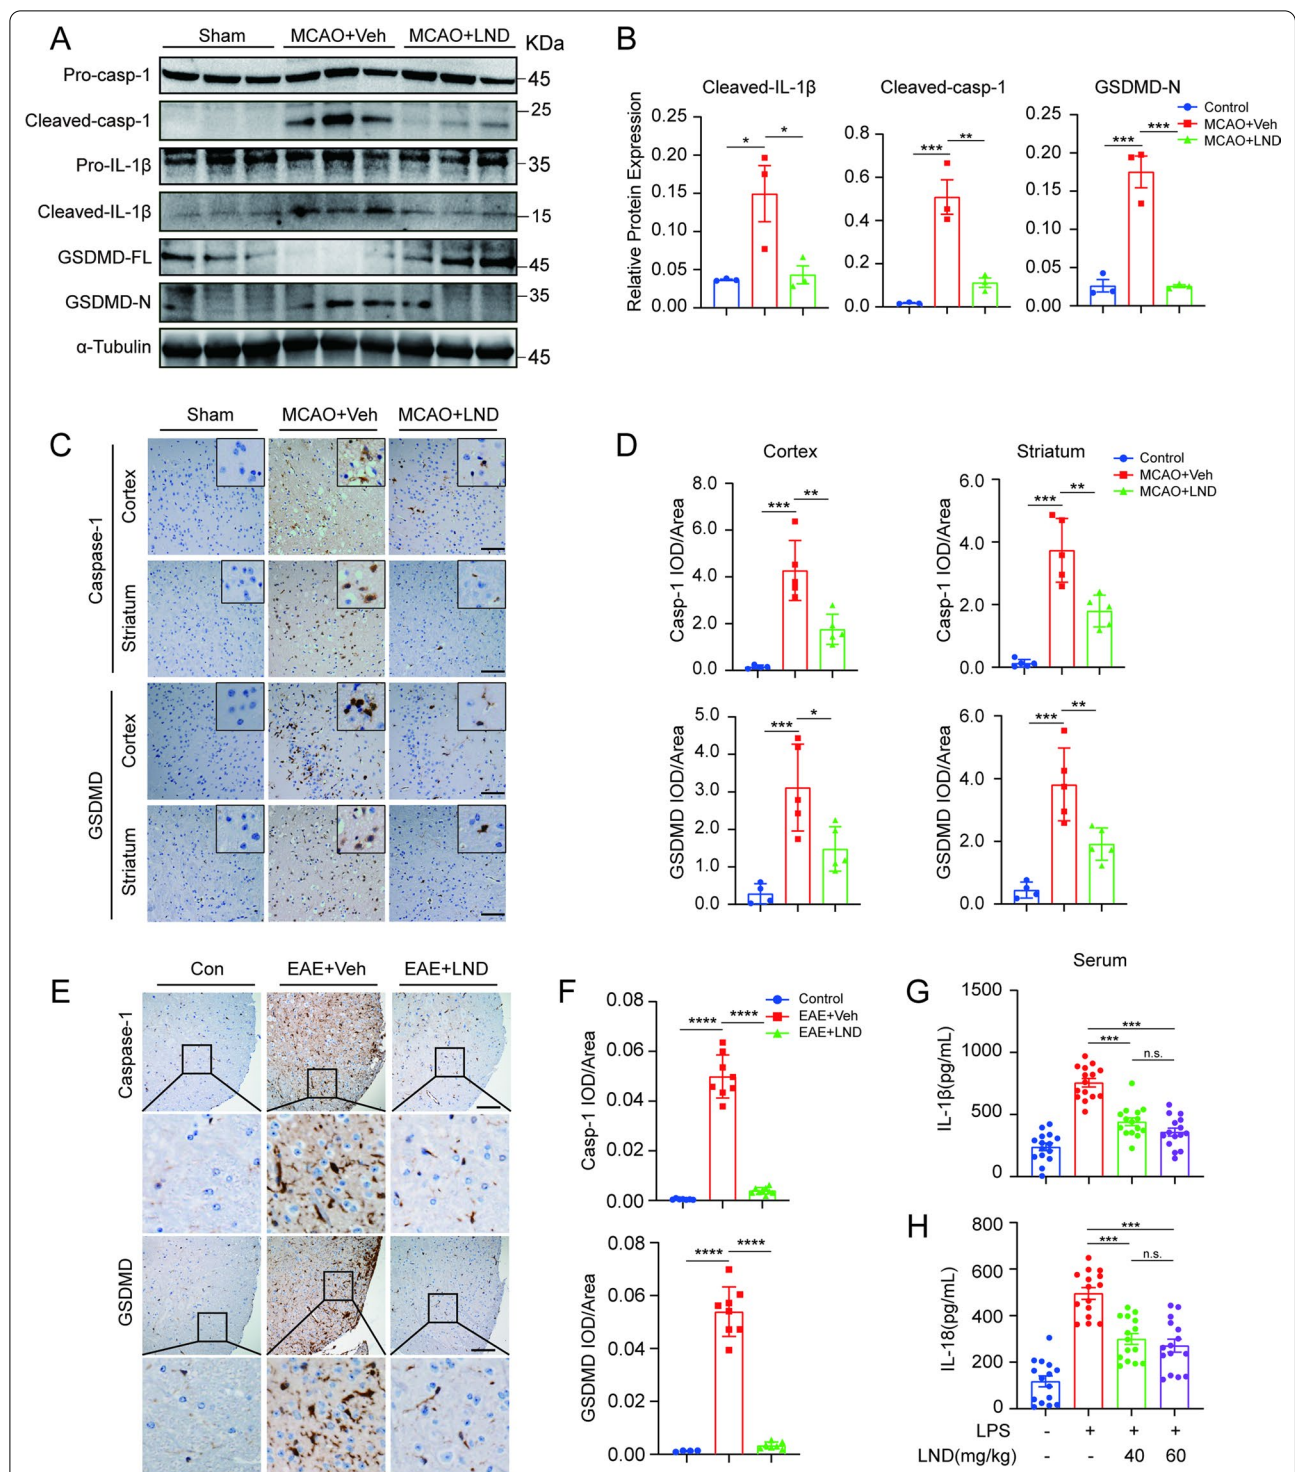 A
Sham MCAO+Veh MCAO+LND KDa
Pro-casp-1 45
Cleaved-casp-1 25
Pro-IL-1β 35
Cleaved-IL-1β 15
GSDMD-FL 45
GSDMD-N 35
α-Tubulin 45
B
Cleaved-IL-1β Cleaved-casp-1 GSDMD-N
Control
MCAO+Veh
MCAO+LND
Relative Protein Expression
0.25
0.20
0.15
0.10
0.05
0.00
* *
0.8
0.6
0.4
0.2
0.0
*** **
0.25
0.20
0.15
0.10
0.05
0.00
*** ***
C
Sham MCAO+Veh MCAO+LND
Caspase-1
Cortex
Striatum
GSDMD
Cortex
Striatum
D
Cortex Striatum
Control
MCAO+Veh
MCAO+LND
Casp-1 IOD/Area
8.0
6.0
4.0
2.0
0.0
*** **
Casp-1 IOD/Area
6.0
4.0
2.0
0.0
*** **
GSDMD IOD/Area
5.0
4.0
3.0
2.0
1.0
0.0
*** *
GSDMD IOD/Area
6.0
4.0
2.0
0.0
*** **
E
Con EAE+Veh EAE+LND
Caspase-1
GSDMD
F
Control
EAE+Veh
EAE+LND
Casp-1 IOD/Area
0.08
0.06
0.04
0.02
0.00
**** ****
GSDMD IOD/Area
0.08
0.06
0.04
0.02
0.00
**** ****
Serum
G
IL-1β(pg/mL)
1500
1000
500
0
***
***
n.s.
H
IL-18(pg/mL)
800
600
400
200
0
***
***
n.s.
LPS - + + +
LND(mg/kg) - - 40 60